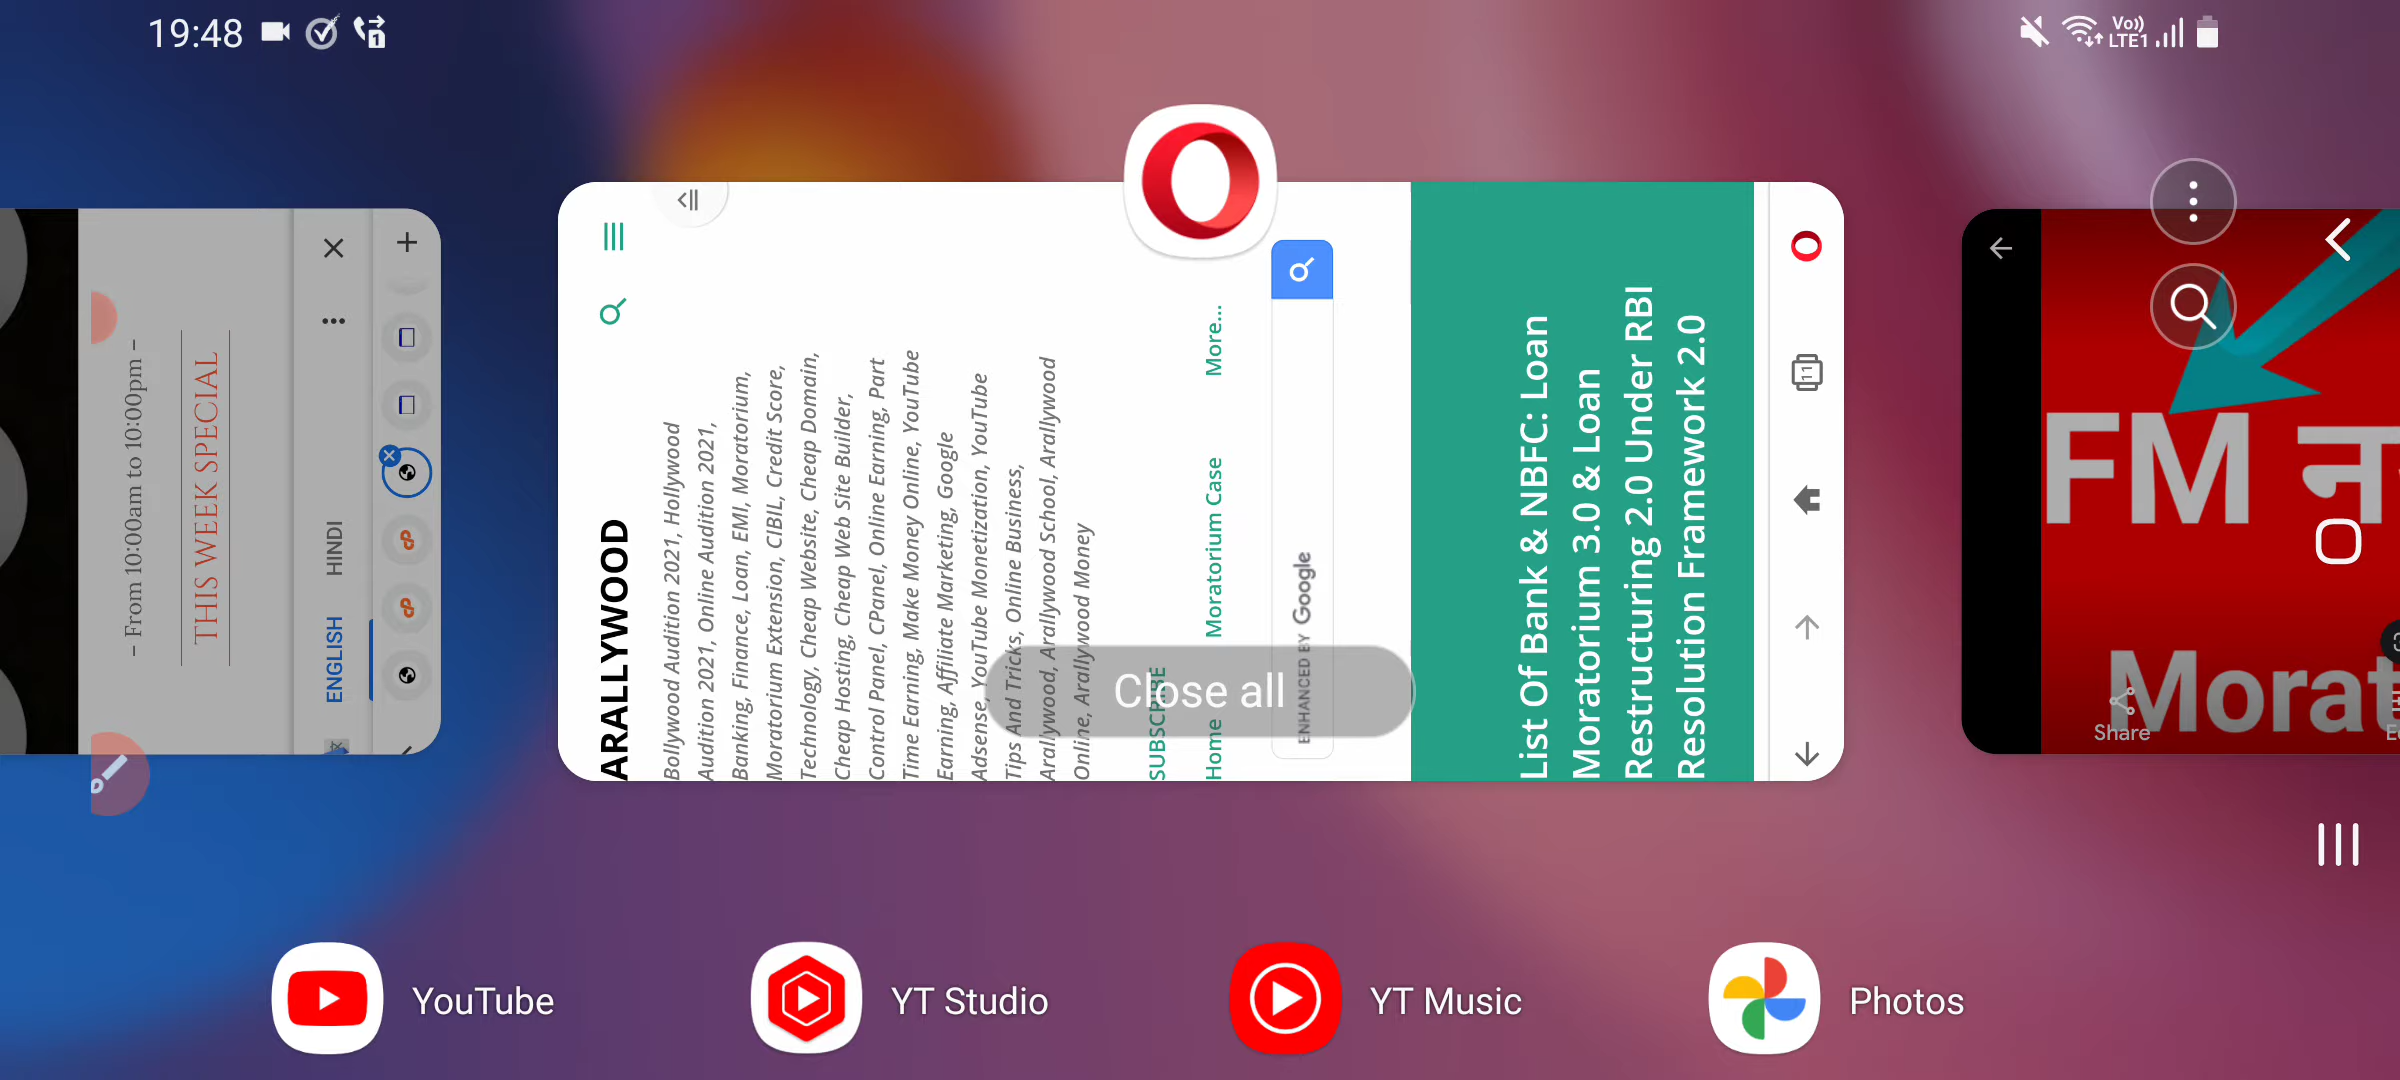 19:48
Vo))
LTE1
– From 10:00am to 10:00pm –
THIS WEEK SPECIAL
ENGLISH
HINDI
ARALLYWOOD
Bollywood Audition 2021, Hollywood
Audition 2021, Online Audition 2021,
Banking, Finance, Loan, EMI, Moratorium,
Moratorium Extension, CIBIL, Credit Score,
Technology, Cheap Website, Cheap Domain,
Cheap Hosting, Cheap Web Site Builder,
Control Panel, CPanel, Online Earning, Part
Time Earning, Make Money Online, YouTube
Earning, Affiliate Marketing, Google
Adsense, YouTube Monetization, YouTube
Tips And Tricks, Online Business,
Arallywood, Arallywood School, Arallywood
Online, Arallywood Money
SUBSCRIBE
Home
Moratorium Case
More...
ENHANCED BY Google
List Of Bank & NBFC: Loan
Moratorium 3.0 & Loan
Restructuring 2.0 Under RBI
Resolution Framework 2.0
11
Close all
FM
Morat
Share
YouTube
YT Studio
YT Music
Photos